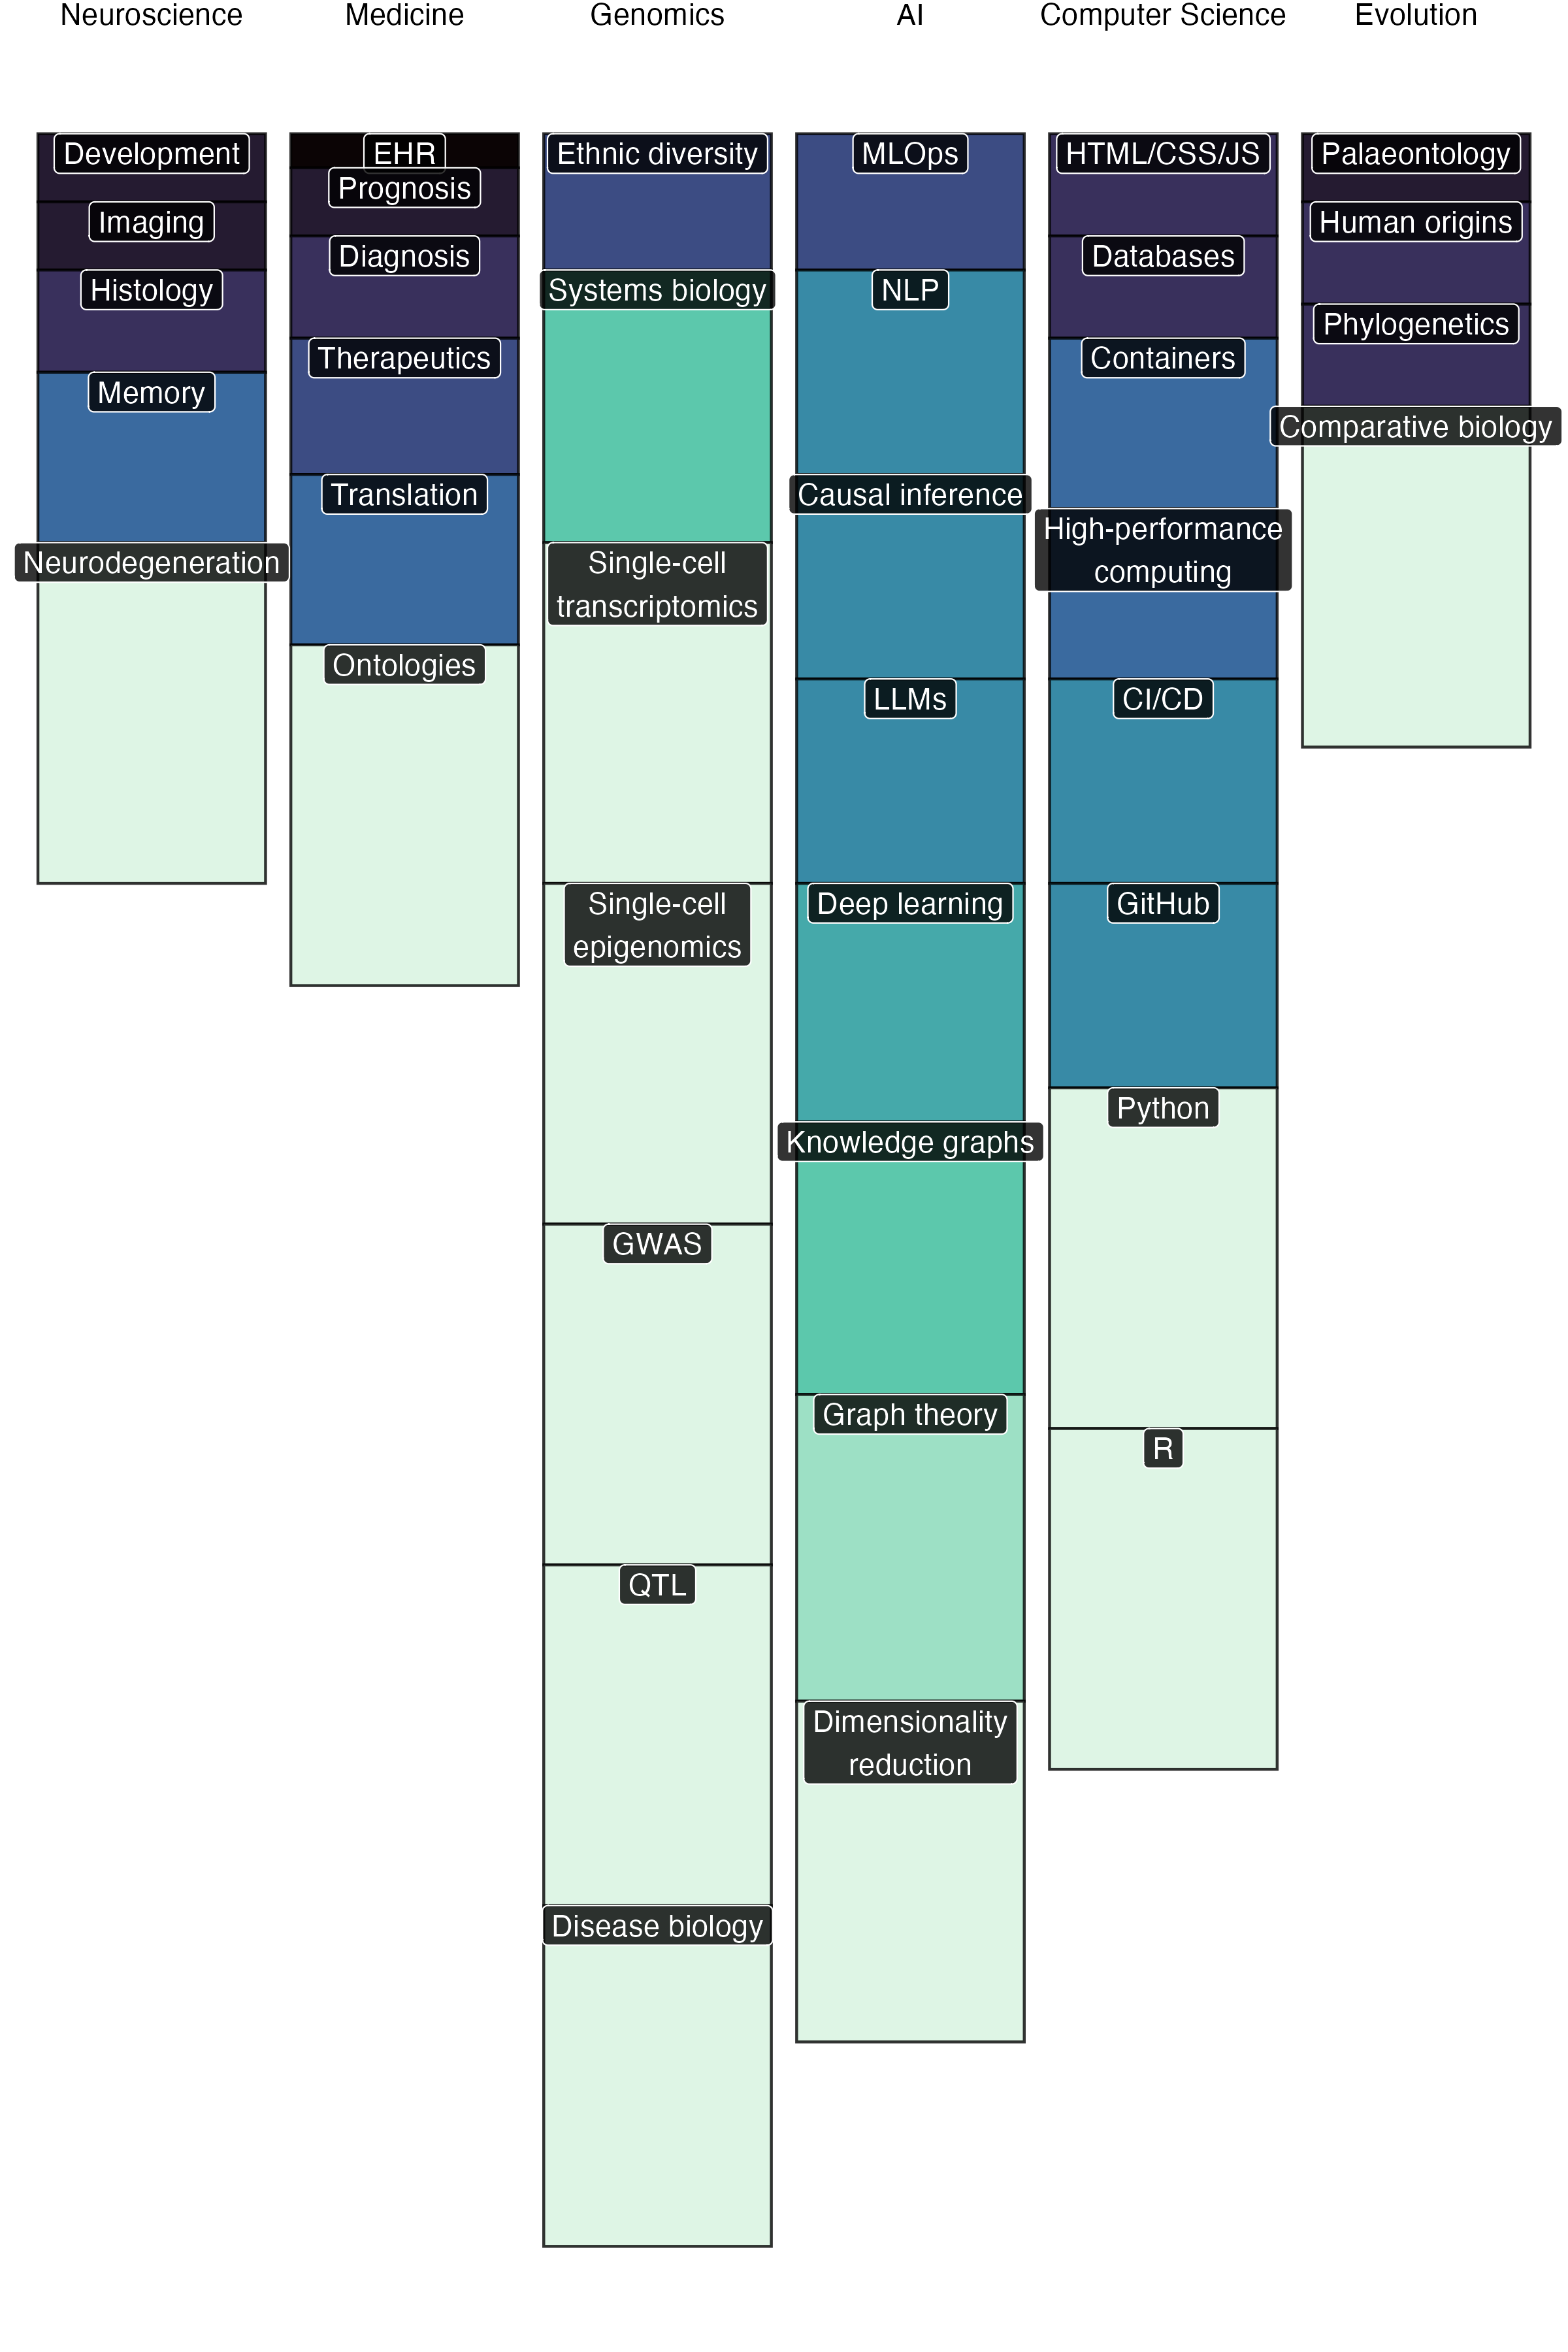 Neuroscience
Medicine
Genomics
AI
Computer Science
Evolution
Development
Imaging
Histology
Memory
Neurodegeneration
EHR
Prognosis
Diagnosis
Therapeutics
Translation
Ontologies
Ethnic diversity
Systems biology
Single-cell
transcriptomics
Single-cell
epigenomics
GWAS
QTL
Disease biology
MLOps
NLP
Causal inference
LLMs
Deep learning
Knowledge graphs
Graph theory
Dimensionality
reduction
HTML/CSS/JS
Databases
Containers
High-performance
computing
CI/CD
GitHub
Python
R
Palaeontology
Human origins
Phylogenetics
Comparative biology